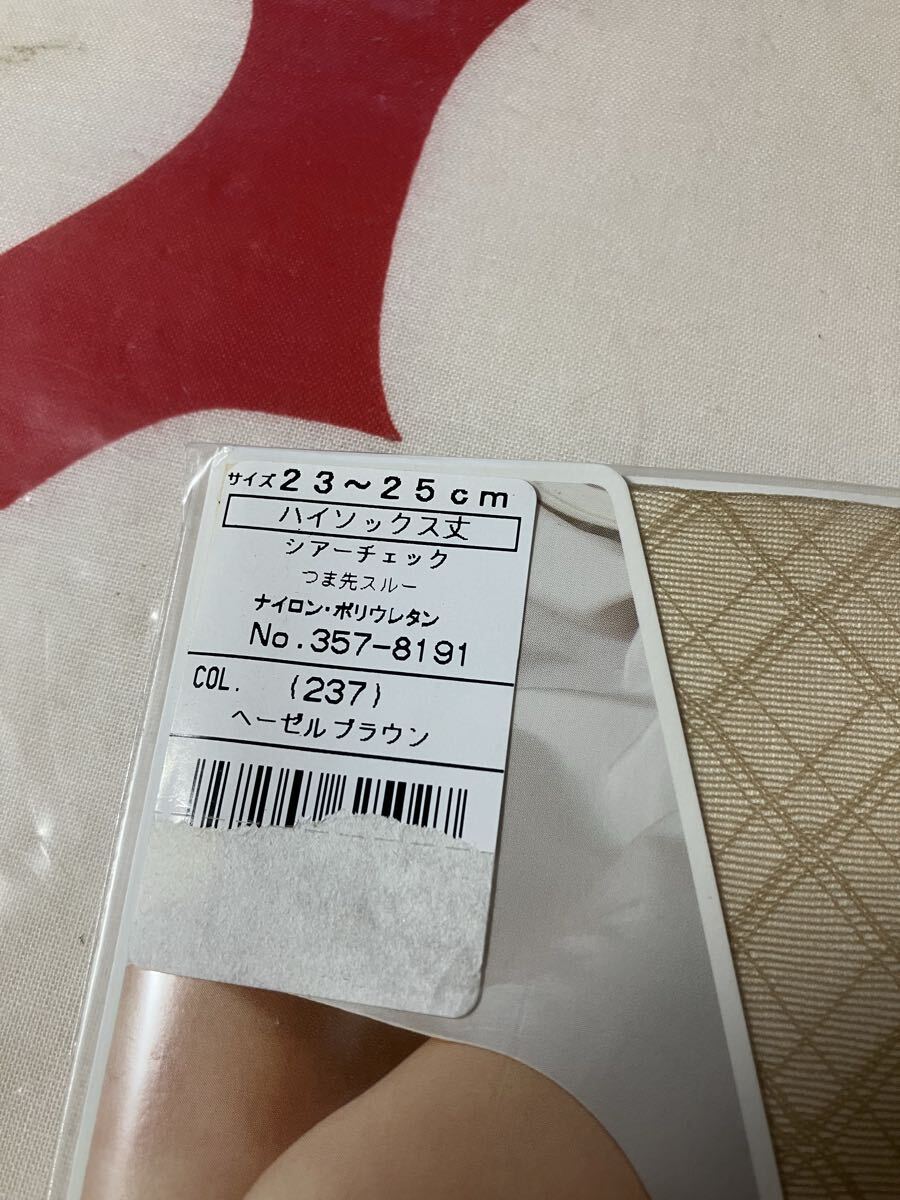 サイズ23~25cm
ハイソックス丈
シアーチェック
つま先スルー
ナイロン・ポリウレタン
No.357-8191
COL. (237)
ヘーゼルブラウン